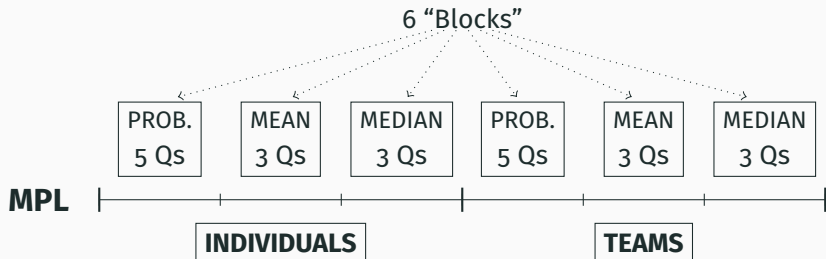 6 “Blocks”
PROB. MEAN MEDIAN PROB. MEAN MEDIAN
5 Qs 3 Qs 3 Qs 5 Qs 3 Qs 3 Qs
MPL
INDIVIDUALS TEAMS